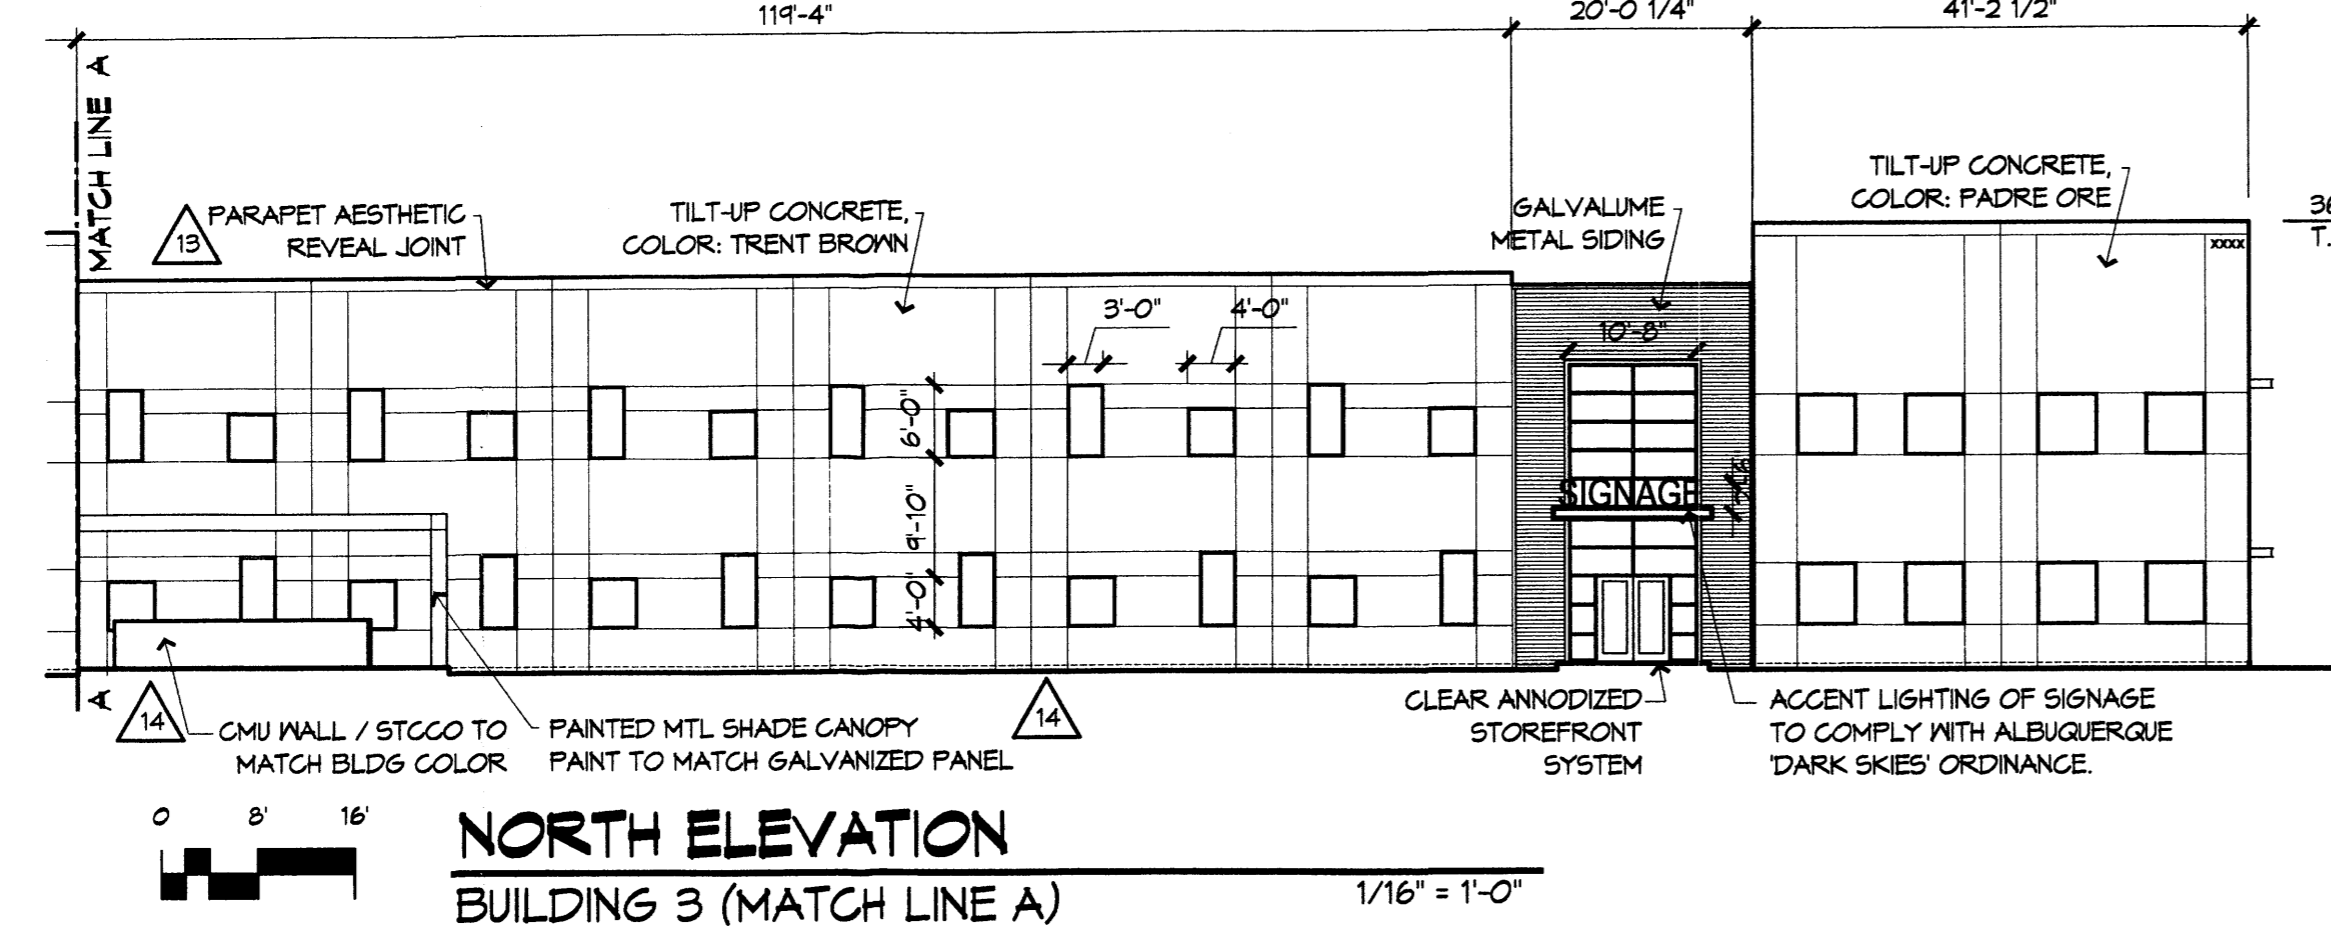 119'-4"
20'-0 1/4"
41'-2 1/2"
MATCH LINE A
13
PARAPET AESTHETIC
REVEAL JOINT
TILT-UP CONCRETE,
COLOR: TRENT BROWN
GALVALUME
METAL SIDING
TILT-UP CONCRETE,
COLOR: PADRE ORE
36
T.
XXXX
3'-0"
4'-0"
10'-8"
6'-0"
9'-10"
4'-0"
SIGNAGE
A
14
CMU WALL / STCCO TO
MATCH BLDG COLOR
PAINTED MTL SHADE CANOPY
PAINT TO MATCH GALVANIZED PANEL
14
CLEAR ANNODIZED
STOREFRONT
SYSTEM
ACCENT LIGHTING OF SIGNAGE
TO COMPLY WITH ALBUQUERQUE
'DARK SKIES' ORDINANCE.
0 8' 16'
NORTH ELEVATION
BUILDING 3 (MATCH LINE A)
1/16" = 1'-0"